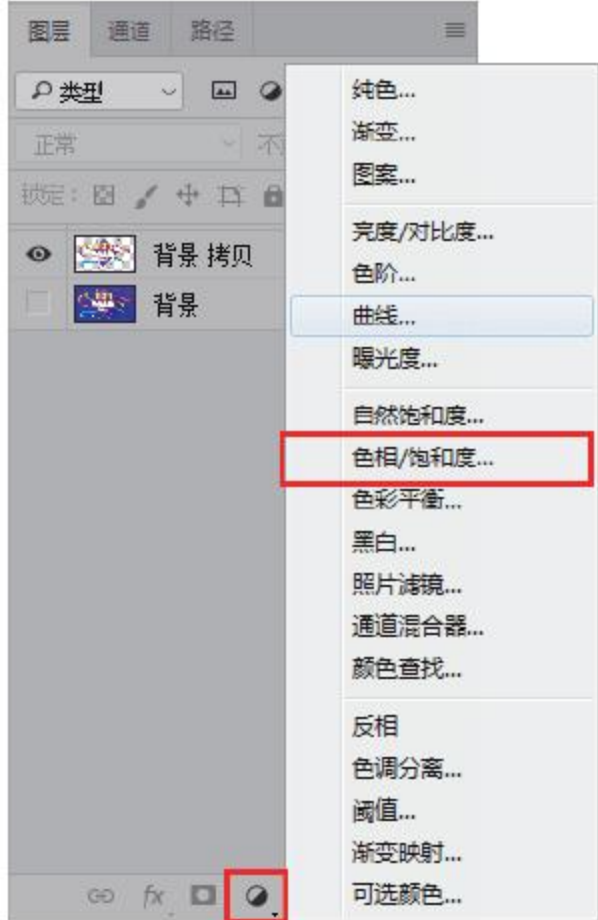 图层 通道 路径
类型
正常
锁定：
背景 拷贝
背景
fx
纯色...
渐变...
图案...
亮度/对比度...
色阶...
曲线...
曝光度...
自然饱和度...
色相/饱和度...
色彩平衡...
黑白...
照片滤镜...
通道混合器...
颜色查找...
反相
色调分离...
阈值...
渐变映射...
可选颜色...